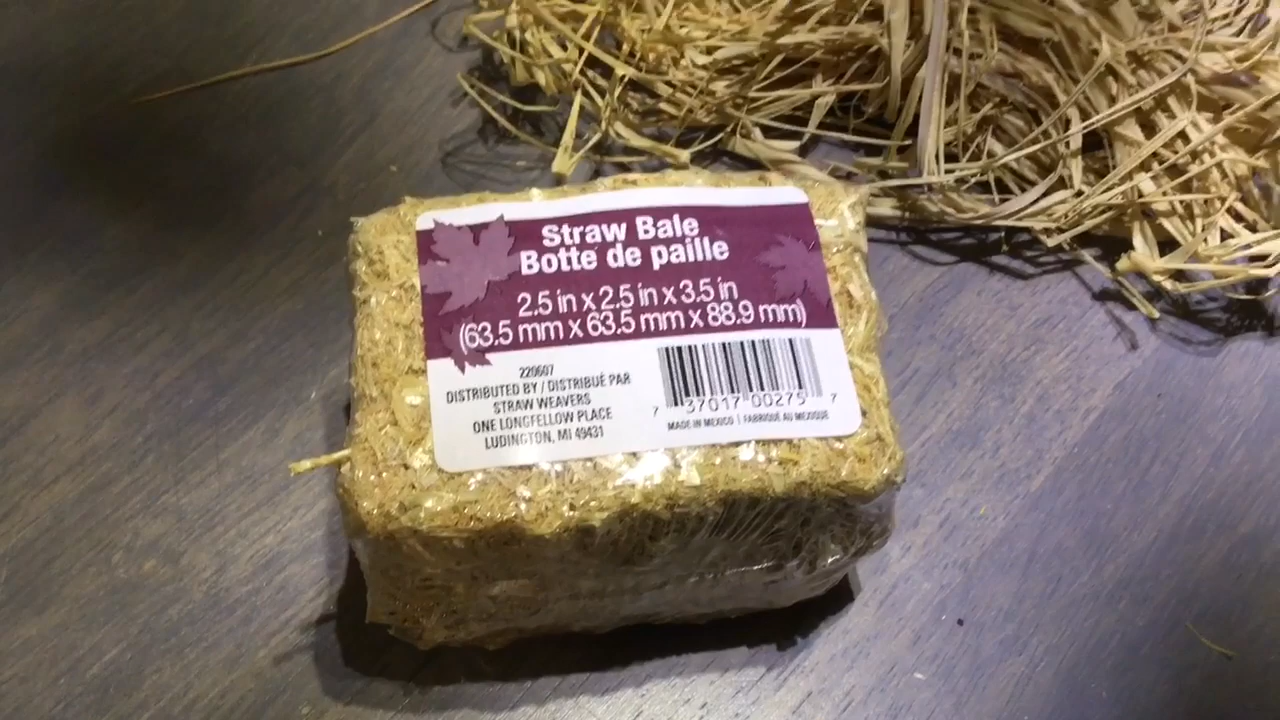 Straw Bale
Botte de paille
2.5 in x 2.5 in x 3.5 in
(63.5 mm x 63.5 mm x 88.9 mm)
220607
DISTRIBUTED BY / DISTRIBUÉ PAR
STRAW WEAVERS
ONE LONGFELLOW PLACE
LUDINGTON, MI 49431
7 37017 00275 7
MADE IN MEXICO | FABRIQUÉ AU MEXIQUE